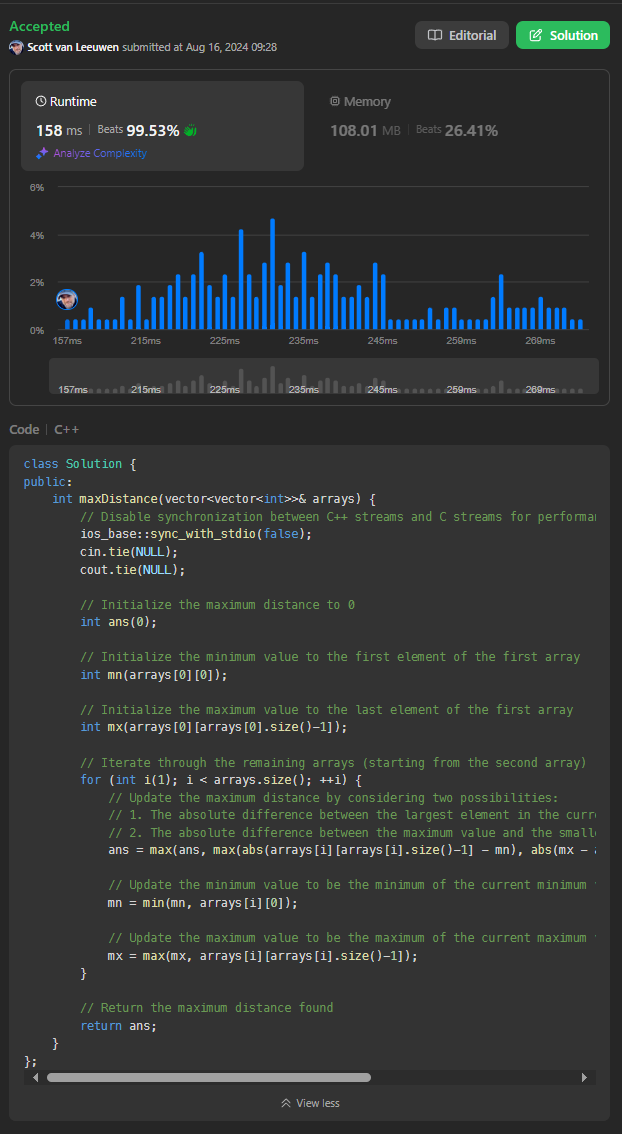 Accepted
Scott van Leeuwen submitted at Aug 16, 2024 09:28
Editorial
Solution
Runtime
158 ms | Beats 99.53%
Analyze Complexity
Memory
108.01 MB | Beats 26.41%
6%
4%
2%
0%
157ms 215ms 225ms 235ms 245ms 259ms 269ms
157ms 215ms 225ms 235ms 245ms 259ms 269ms
Code | C++
class Solution {
public:
    int maxDistance(vector<vector<int>>& arrays) {
        // Disable synchronization between C++ streams and C streams for
        ios_base::sync_with_stdio(false);
        cin.tie(NULL);
        cout.tie(NULL);

        // Initialize the maximum distance to 0
        int ans(0);

        // Initialize the minimum value to the first element of the first array
        int mn(arrays[0][0]);

        // Initialize the maximum value to the last element of the first array
        int mx(arrays[0][arrays[0].size()-1]);

        // Iterate through the remaining arrays (starting from the second array)
        for (int i(1); i < arrays.size(); ++i) {
            // Update the maximum distance by considering two possibilities:
            // 1. The absolute difference between the largest element in the
            // 2. The absolute difference between the maximum value and the
            ans = max(ans, max(abs(arrays[i][arrays[i].size()-1] - mn), abs(mx -

            // Update the minimum value to be the minimum of the current minimum
            mn = min(mn, arrays[i][0]);

            // Update the maximum value to be the maximum of the current maximum
            mx = max(mx, arrays[i][arrays[i].size()-1]);
        }

        // Return the maximum distance found
        return ans;
    }
};
View less